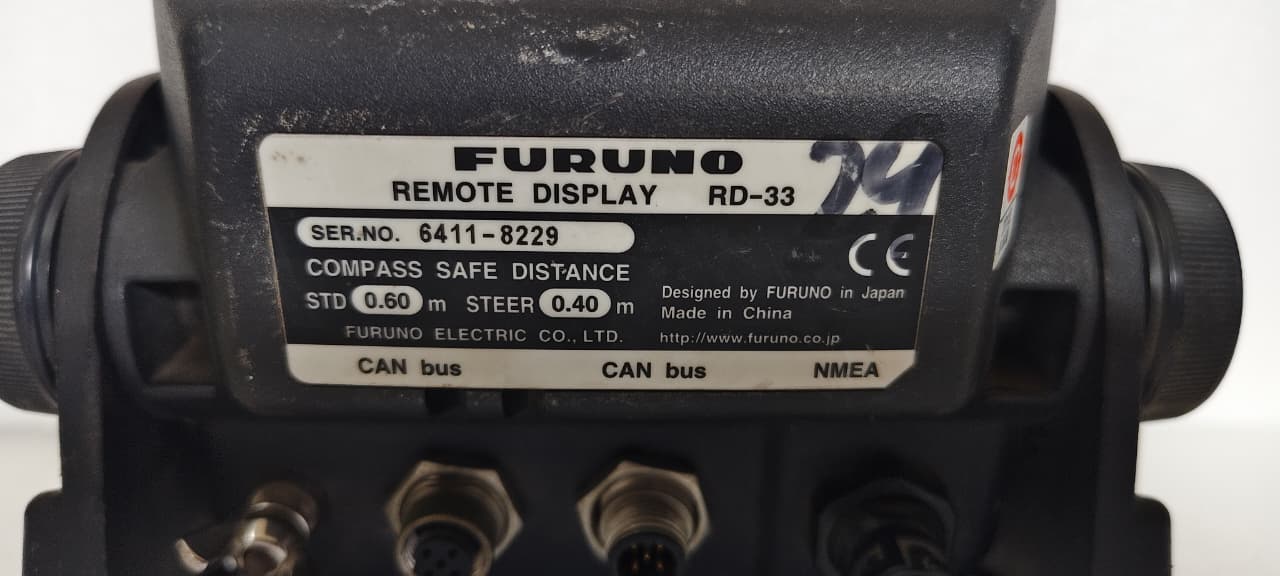 FURUNO
REMOTE DISPLAY RD-33
SER.NO. 6411-8229
COMPASS SAFE DISTANCE
STD 0.60 m STEER 0.40 m
FURUNO ELECTRIC CO., LTD.
CE
Designed by FURUNO in Japan
Made in China
http://www.furuno.co.jp
CAN bus CAN bus NMEA